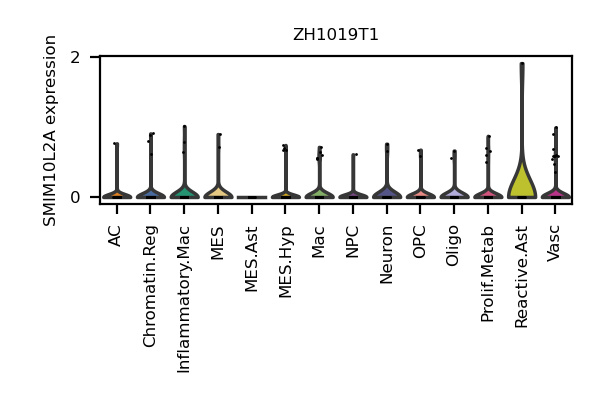 ZH1019T1
SMIM10L2A expression
2
0
AC
Chromatin.Reg
Inflammatory.Mac
MES
MES.Ast
MES.Hyp
Mac
NPC
Neuron
OPC
Oligo
Prolif.Metab
Reactive.Ast
Vasc